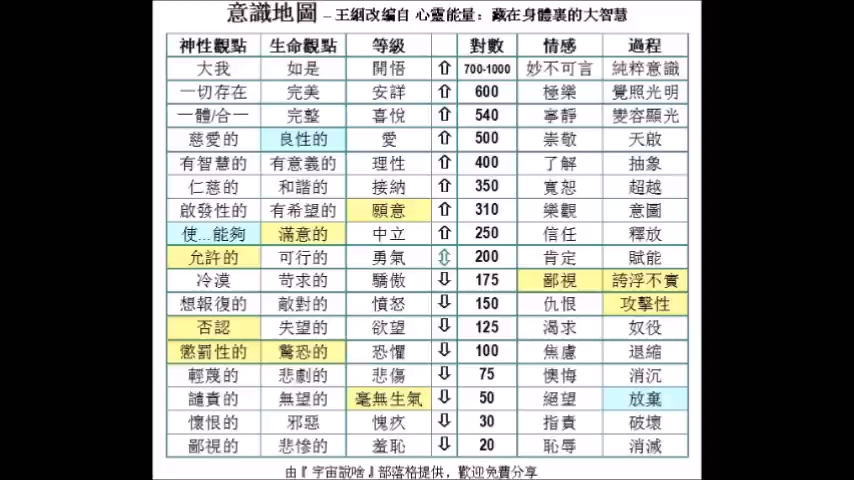 意識地圖 – 王綱改編自 心靈能量：藏在身體裏的大智慧
神性觀點 生命觀點 等級 對數 情感 過程
大我 如是 開悟 ⇧ 700-1000 妙不可言 純粹意識
一切存在 完美 安詳 ⇧ 600 極樂 覺照光明
一體/合一 完整 喜悅 ⇧ 540 寧靜 變容顯光
慈愛的 良性的 愛 ⇧ 500 崇敬 天啟
有智慧的 有意義的 理性 ⇧ 400 了解 抽象
仁慈的 和諧的 接納 ⇧ 350 寬恕 超越
啟發性的 有希望的 願意 ⇧ 310 樂觀 意圖
使...能夠 滿意的 中立 ⇧ 250 信任 釋放
允許的 可行的 勇氣 ⇳ 200 肯定 賦能
冷漠 苛求的 驕傲 ⇩ 175 鄙視 誇浮不實
想報復的 敵對的 憤怒 ⇩ 150 仇恨 攻擊性
否認 失望的 欲望 ⇩ 125 渴求 奴役
懲罰性的 驚恐的 恐懼 ⇩ 100 焦慮 退縮
輕蔑的 悲劇的 悲傷 ⇩ 75 懊悔 消沉
譴責的 無望的 毫無生氣 ⇩ 50 絕望 放棄
懷恨的 邪惡 愧疚 ⇩ 30 指責 破壞
鄙視的 悲慘的 羞恥 ⇩ 20 恥辱 消滅
由『宇宙說啥』部落格提供，歡迎免費分享